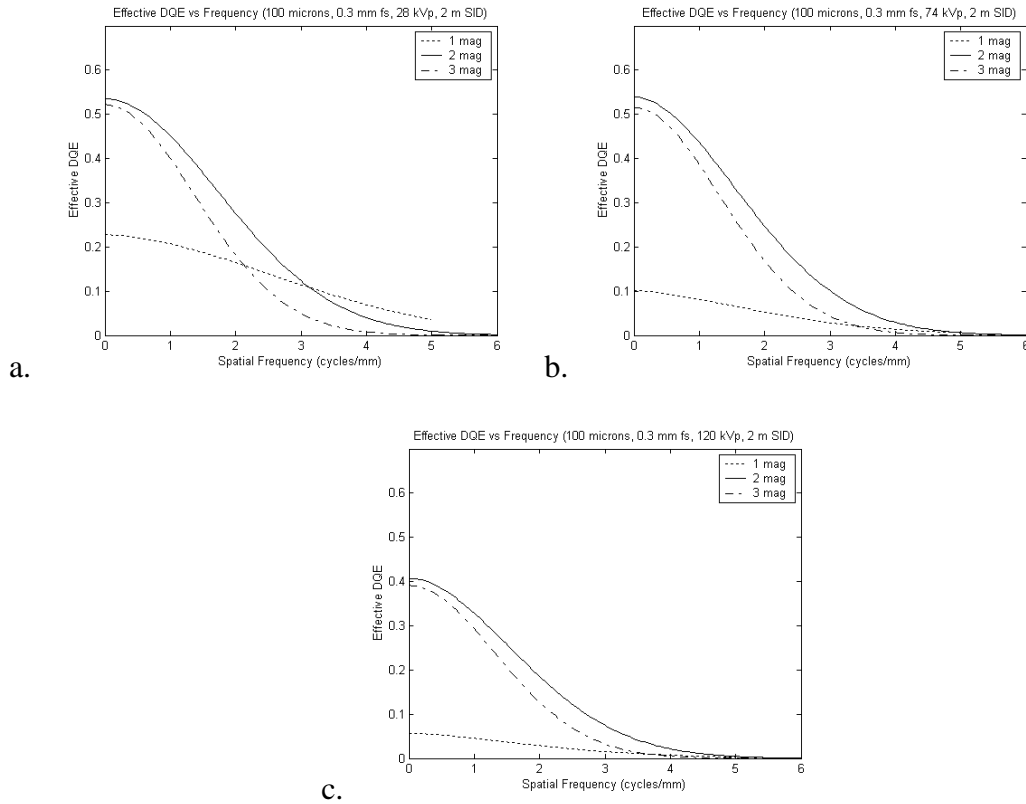 Effective DQE vs Frequency (100 microns, 0.3 mm fs, 28 kVp, 2 m SID)
1 mag
2 mag
3 mag
0.6
0.5
0.4
0.3
0.2
0.1
0
Effective DQE
0 1 2 3 4 5 6
Spatial Frequency (cycles/mm)
a.
Effective DQE vs Frequency (100 microns, 0.3 mm fs, 74 kVp, 2 m SID)
1 mag
2 mag
3 mag
0.6
0.5
0.4
0.3
0.2
0.1
0
Effective DQE
0 1 2 3 4 5 6
Spatial Frequency (cycles/mm)
b.
Effective DQE vs Frequency (100 microns, 0.3 mm fs, 120 kVp, 2 m SID)
1 mag
2 mag
3 mag
0.6
0.5
0.4
0.3
0.2
0.1
0
Effective DQE
0 1 2 3 4 5 6
Spatial Frequency (cycles/mm)
c.